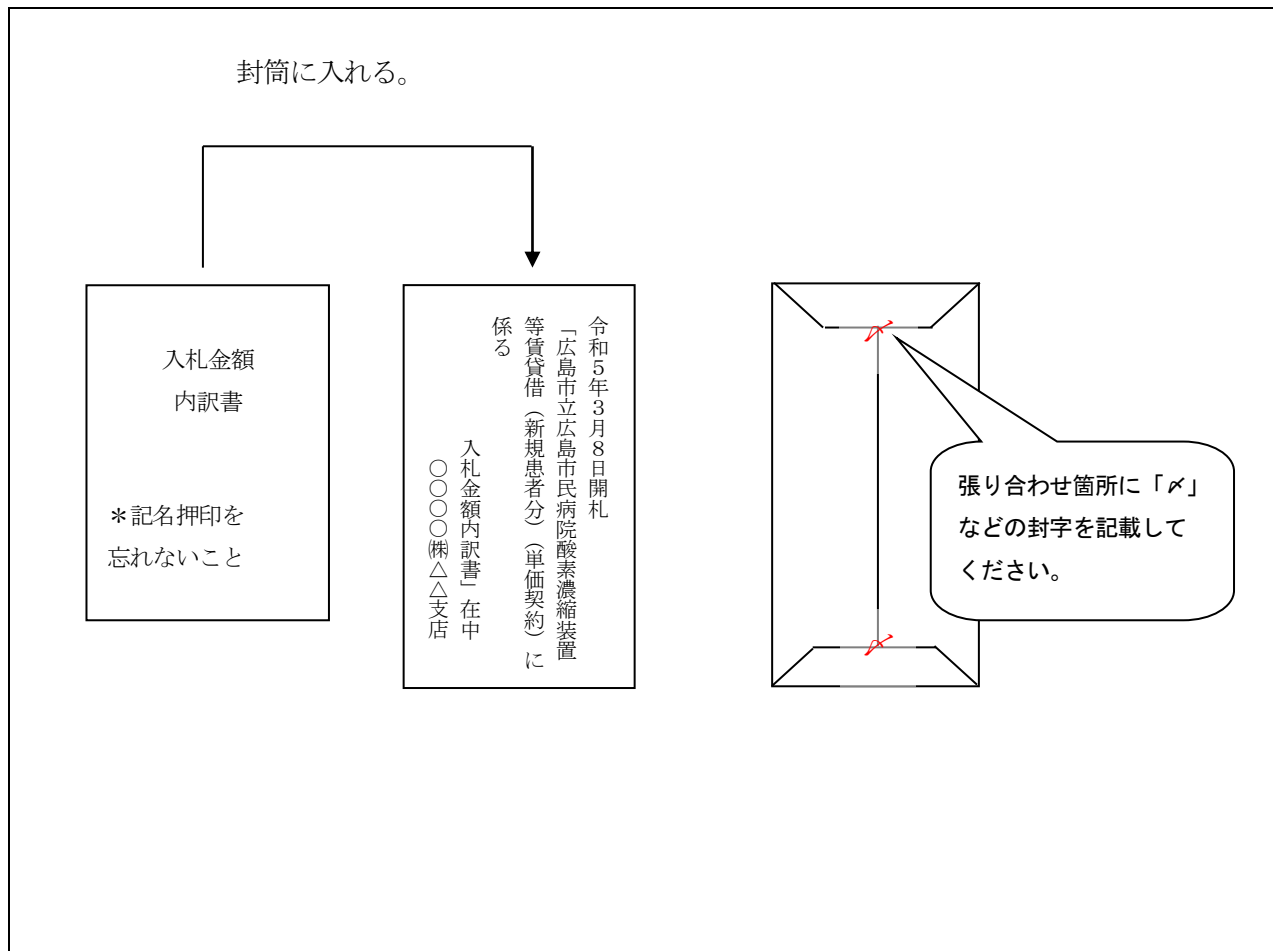 封筒に入れる。
入札金額
内訳書
＊記名押印を
忘れないこと
令和５年３月８日開札
「広島市立広島市民病院酸素濃縮装置
等賃貸借（新規患者分）（単価契約）に
係る
入札金額内訳書」在中
○○○○㈱△△支店
〆
張り合わせ箇所に「〆」
などの封字を記載して
ください。
〆